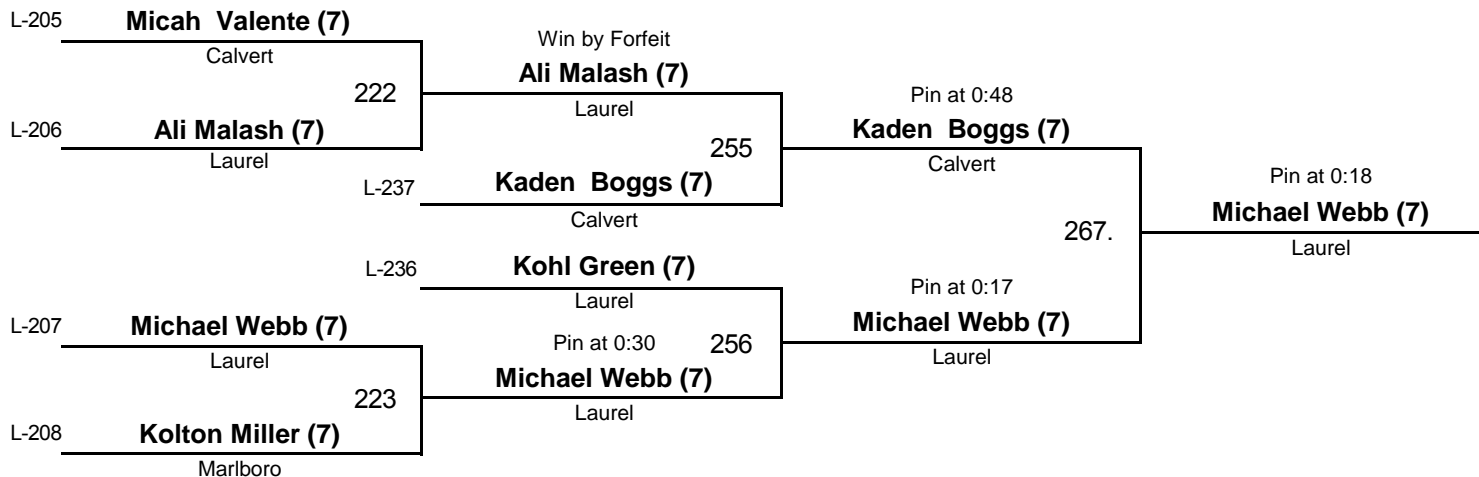 L-205
Micah  Valente (7)
Calvert
Win by Forfeit
222
Ali Malash (7)
Laurel
L-206
Ali Malash (7)
Laurel
255
Pin at 0:48
Kaden  Boggs (7)
Calvert
L-237
Kaden  Boggs (7)
Calvert
267.
Pin at 0:18
Michael Webb (7)
Laurel
L-236
Kohl Green (7)
Laurel
Pin at 0:17
Michael Webb (7)
Laurel
L-207
Michael Webb (7)
Laurel
Pin at 0:30
256
Michael Webb (7)
Laurel
223
L-208
Kolton Miller (7)
Marlboro